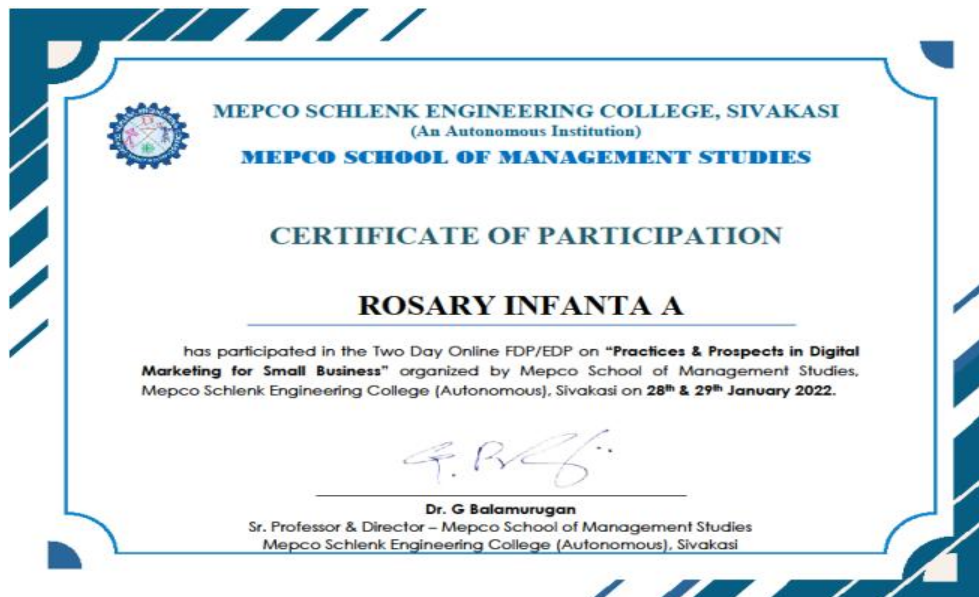 MEPCO SCHLENK ENGINEERING COLLEGE, SIVAKASI
(An Autonomous Institution)
MEPCO SCHOOL OF MANAGEMENT STUDIES
CERTIFICATE OF PARTICIPATION
ROSARY INFANTA A
has participated in the Two Day Online FDP/EDP on “Practices & Prospects in Digital
Marketing for Small Business” organized by Mepco School of Management Studies,
Mepco Schlenk Engineering College (Autonomous), Sivakasi on 28th & 29th January 2022.
Dr. G Balamurugan
Sr. Professor & Director – Mepco School of Management Studies
Mepco Schlenk Engineering College (Autonomous), Sivakasi